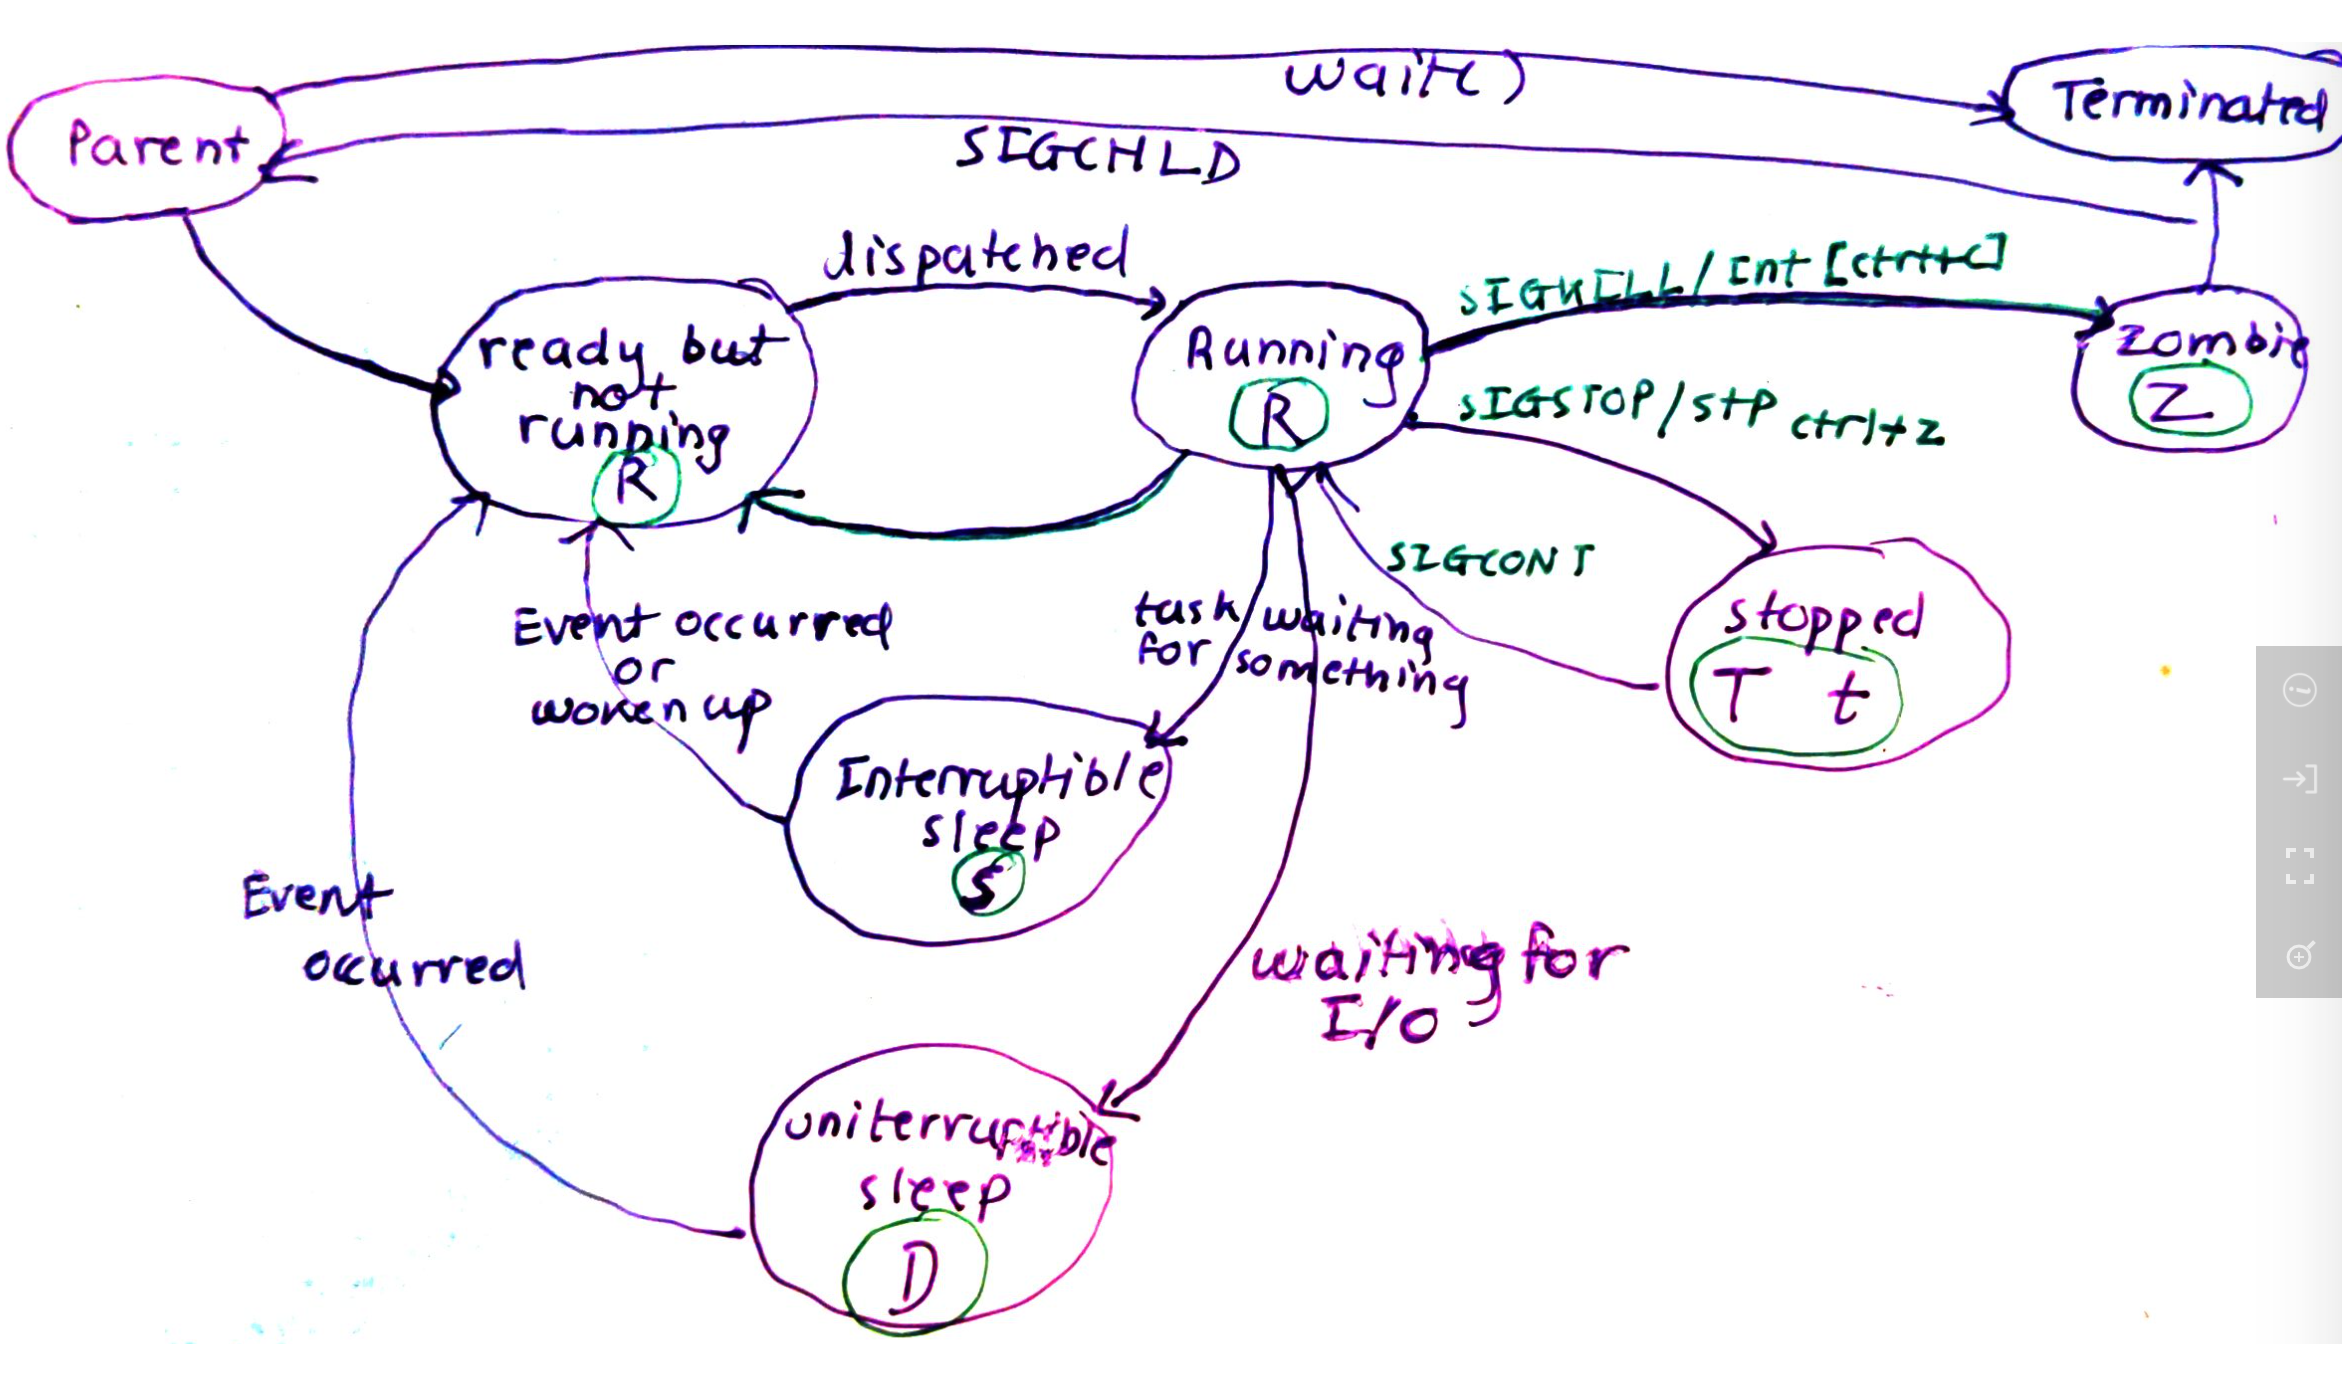 wait()
Terminated
Parent
SIGCHLD
dispatched
SIGKILL/Int [ctrl+c]
ready but
not
running
R
Running
R
zombie
Z
SIGSTOP/stp ctrl+z
SIGCONT
Event occurred
or
woken up
task waiting
for something
stopped
T t
Interruptible
sleep
S
Event
occurred
waiting for
I/O
uniterruptible
sleep
D